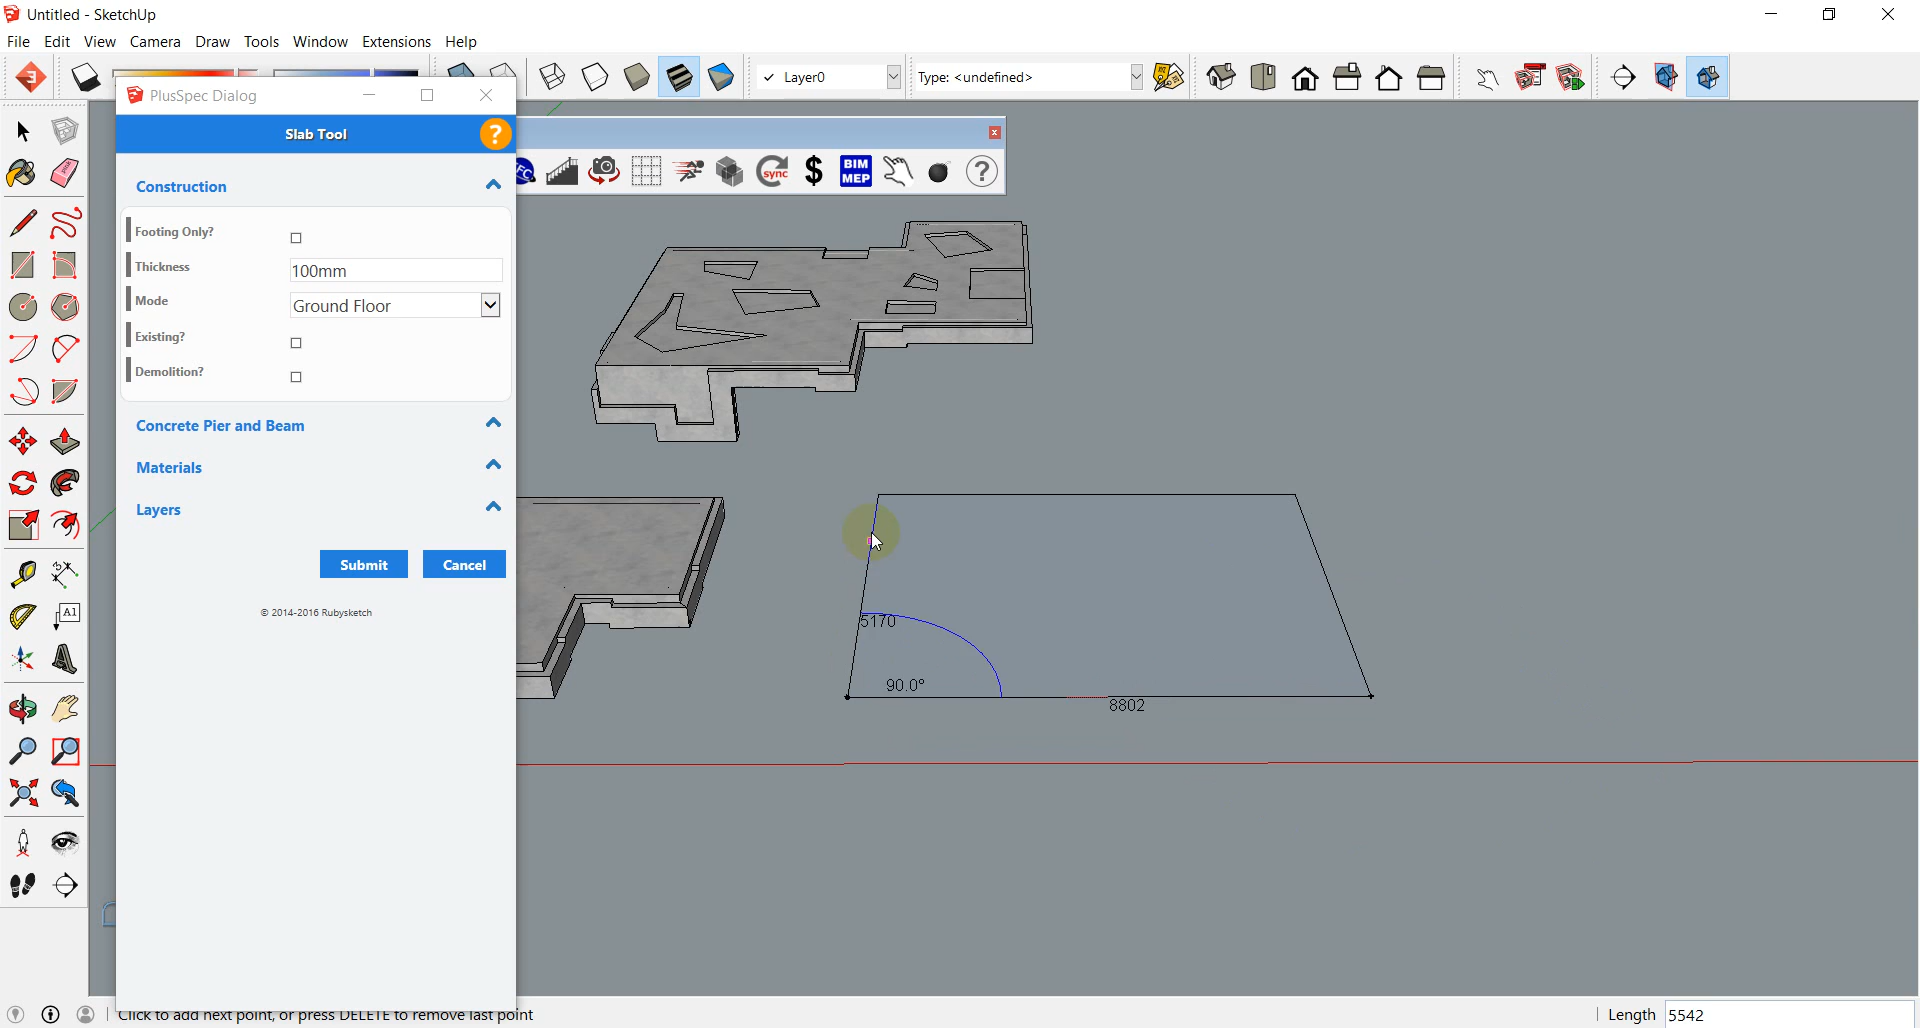 Untitled - SketchUp
File Edit View Camera Draw Tools Window Extensions Help
3
Layer0
Type: <undefined>
PlusSpec Dialog
Slab Tool
?
sync
$
BIM
MEP
?
Construction
Footing Only?
Thickness
100mm
Mode
Ground Floor
Existing?
Demolition?
Concrete Pier and Beam
Materials
Layers
Submit
Cancel
© 2014-2016 Rubysketch
A1
5170
90.0°
8802
Click to add next point, or press DELETE to remove last point
Length 5542